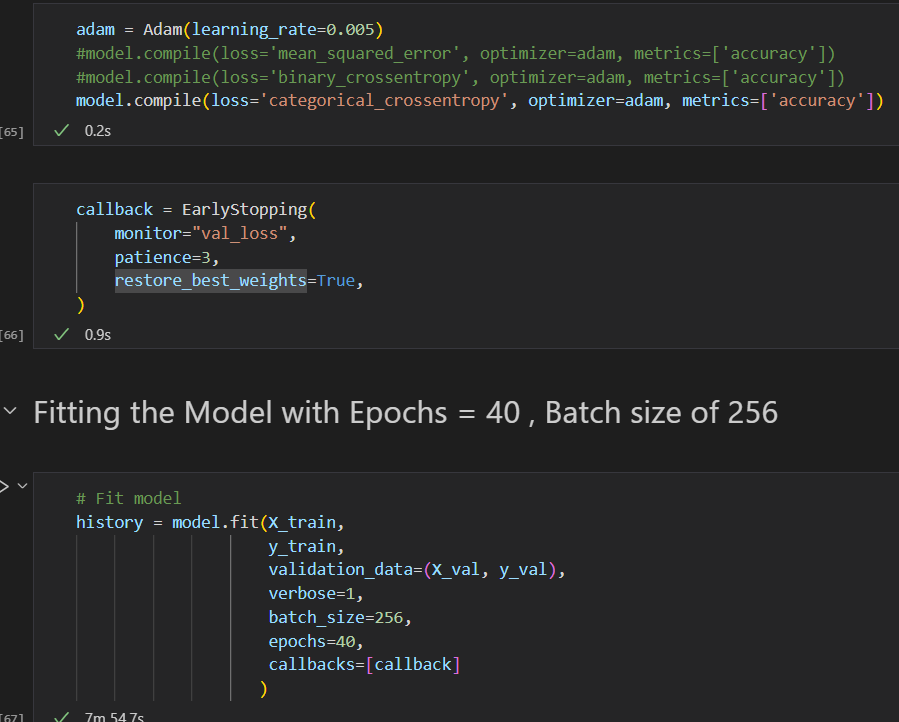 adam = Adam(learning_rate=0.005)
#model.compile(loss='mean_squared_error', optimizer=adam, metrics=['accuracy'])
#model.compile(loss='binary_crossentropy', optimizer=adam, metrics=['accuracy'])
model.compile(loss='categorical_crossentropy', optimizer=adam, metrics=['accuracy'])
[65] ✓ 0.2s
callback = EarlyStopping(
    monitor="val_loss",
    patience=3,
    restore_best_weights=True,
)
[66] ✓ 0.9s
Fitting the Model with Epochs = 40 , Batch size of 256
# Fit model
history = model.fit(X_train,
                    y_train,
                    validation_data=(X_val, y_val),
                    verbose=1,
                    batch_size=256,
                    epochs=40,
                    callbacks=[callback]
                   )
[67] ✓ 7m 54.7s